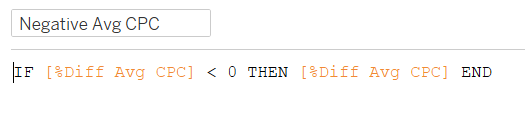 Negative Avg CPC
IF [%Diff Avg CPC] < 0 THEN [%Diff Avg CPC] END